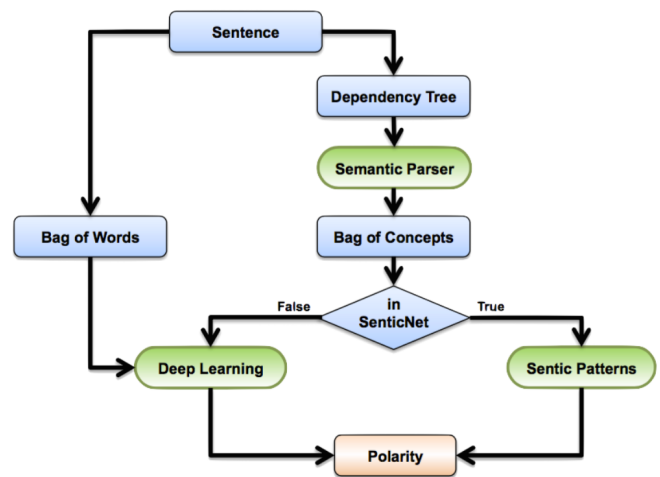 Sentence
Dependency Tree
Semantic Parser
Bag of Words
Bag of Concepts
False
in
SenticNet
True
Deep Learning
Sentic Patterns
Polarity